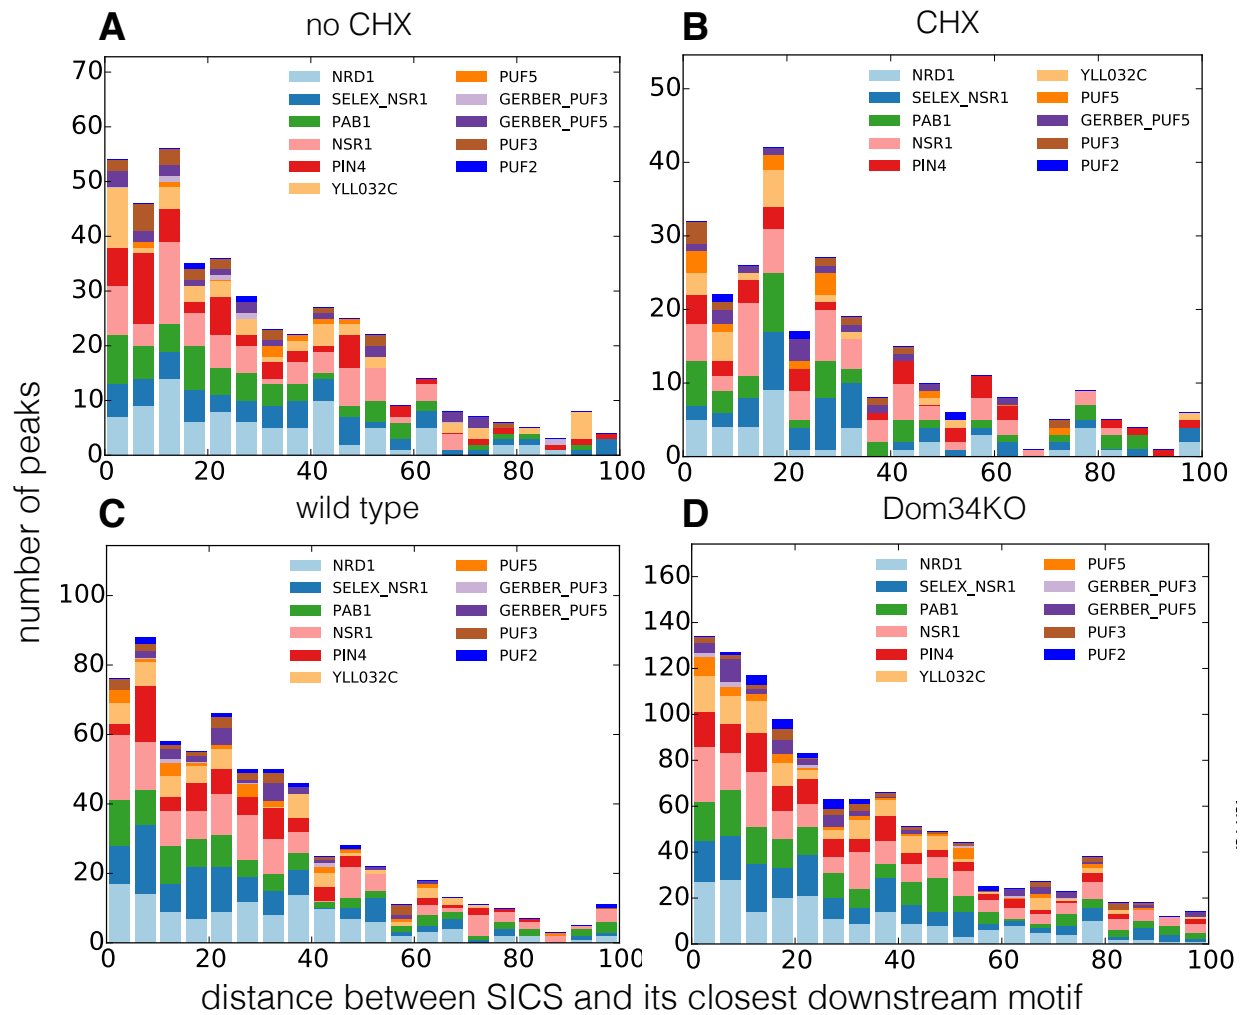 A
no CHX
B
CHX
NRD1
SELEX_NSR1
PAB1
NSR1
PIN4
YLL032C
PUF5
GERBER_PUF3
GERBER_PUF5
PUF3
PUF2
70
60
50
40
30
20
10
0
0 20 40 60 80 100
NRD1
SELEX_NSR1
PAB1
NSR1
PIN4
YLL032C
PUF5
GERBER_PUF5
PUF3
PUF2
50
40
30
20
10
0
0 20 40 60 80 100
number of peaks
C
wild type
D
Dom34KO
NRD1
SELEX_NSR1
PAB1
NSR1
PIN4
YLL032C
PUF5
GERBER_PUF3
GERBER_PUF5
PUF3
PUF2
100
80
60
40
20
0
0 20 40 60 80 100
NRD1
SELEX_NSR1
PAB1
NSR1
PIN4
YLL032C
PUF5
GERBER_PUF3
GERBER_PUF5
PUF3
PUF2
160
140
120
100
80
60
40
20
0
0 20 40 60 80 100
distance between SICS and its closest downstream motif